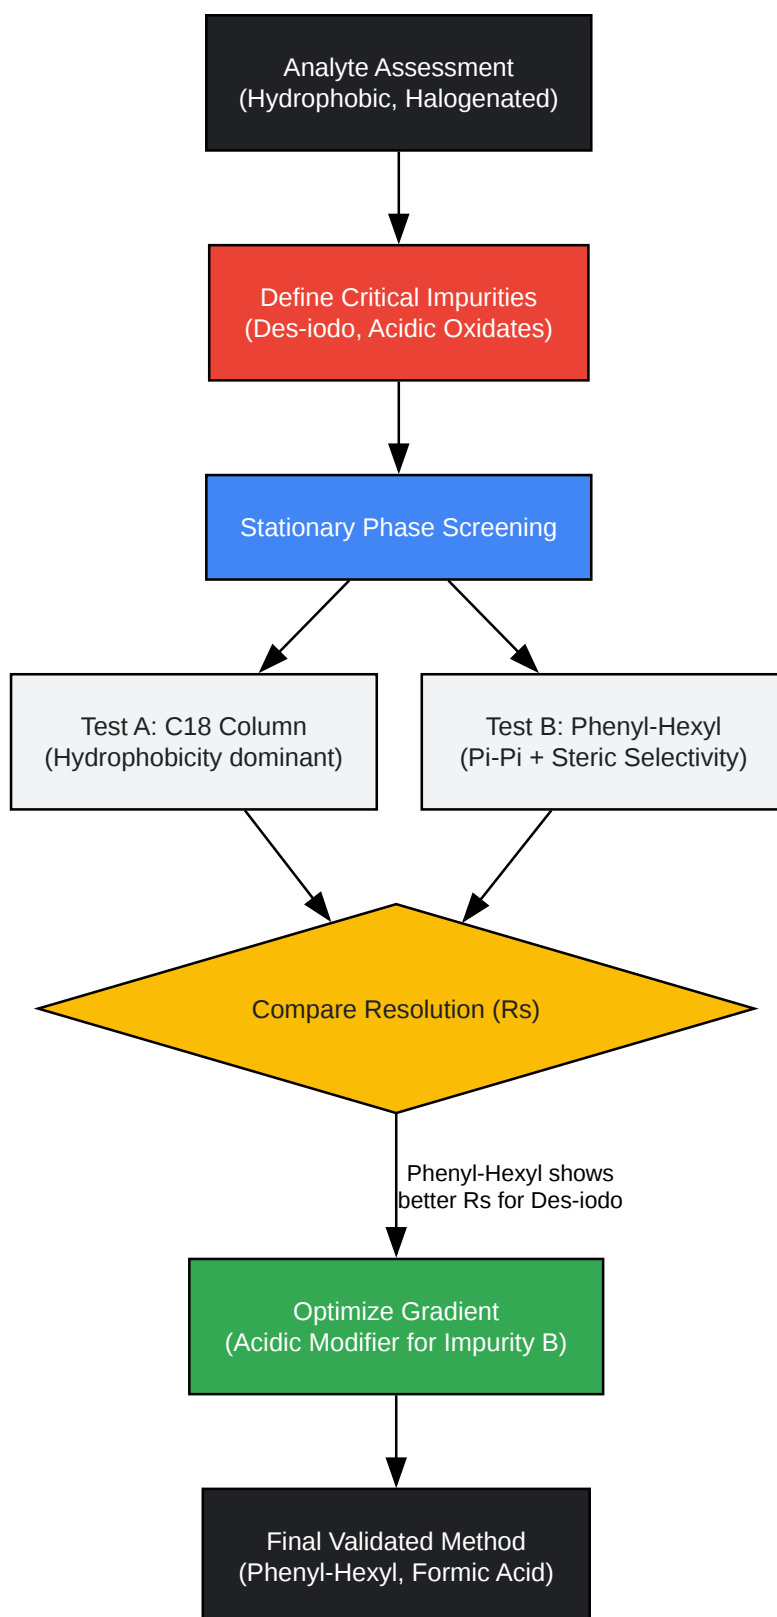 Analyte Assessment
(Hydrophobic, Halogenated)
Define Critical Impurities
(Des-iodo, Acidic Oxidates)
Stationary Phase Screening
Test A: C18 Column
(Hydrophobicity dominant)
Test B: Phenyl-Hexyl
(Pi-Pi + Steric Selectivity)
Compare Resolution (Rs)
Phenyl-Hexyl shows
better Rs for Des-iodo
Optimize Gradient
(Acidic Modifier for Impurity B)
Final Validated Method
(Phenyl-Hexyl, Formic Acid)